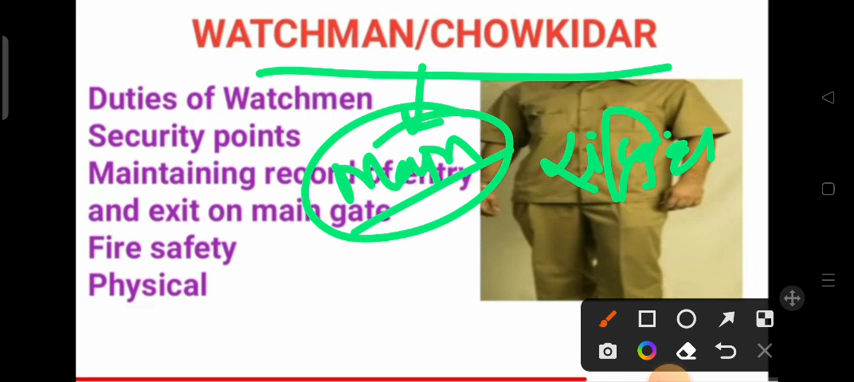 WATCHMAN/CHOWKIDAR
Duties of Watchmen
Security points
Maintaining record of entry
and exit on main gate
Fire safety
Physical